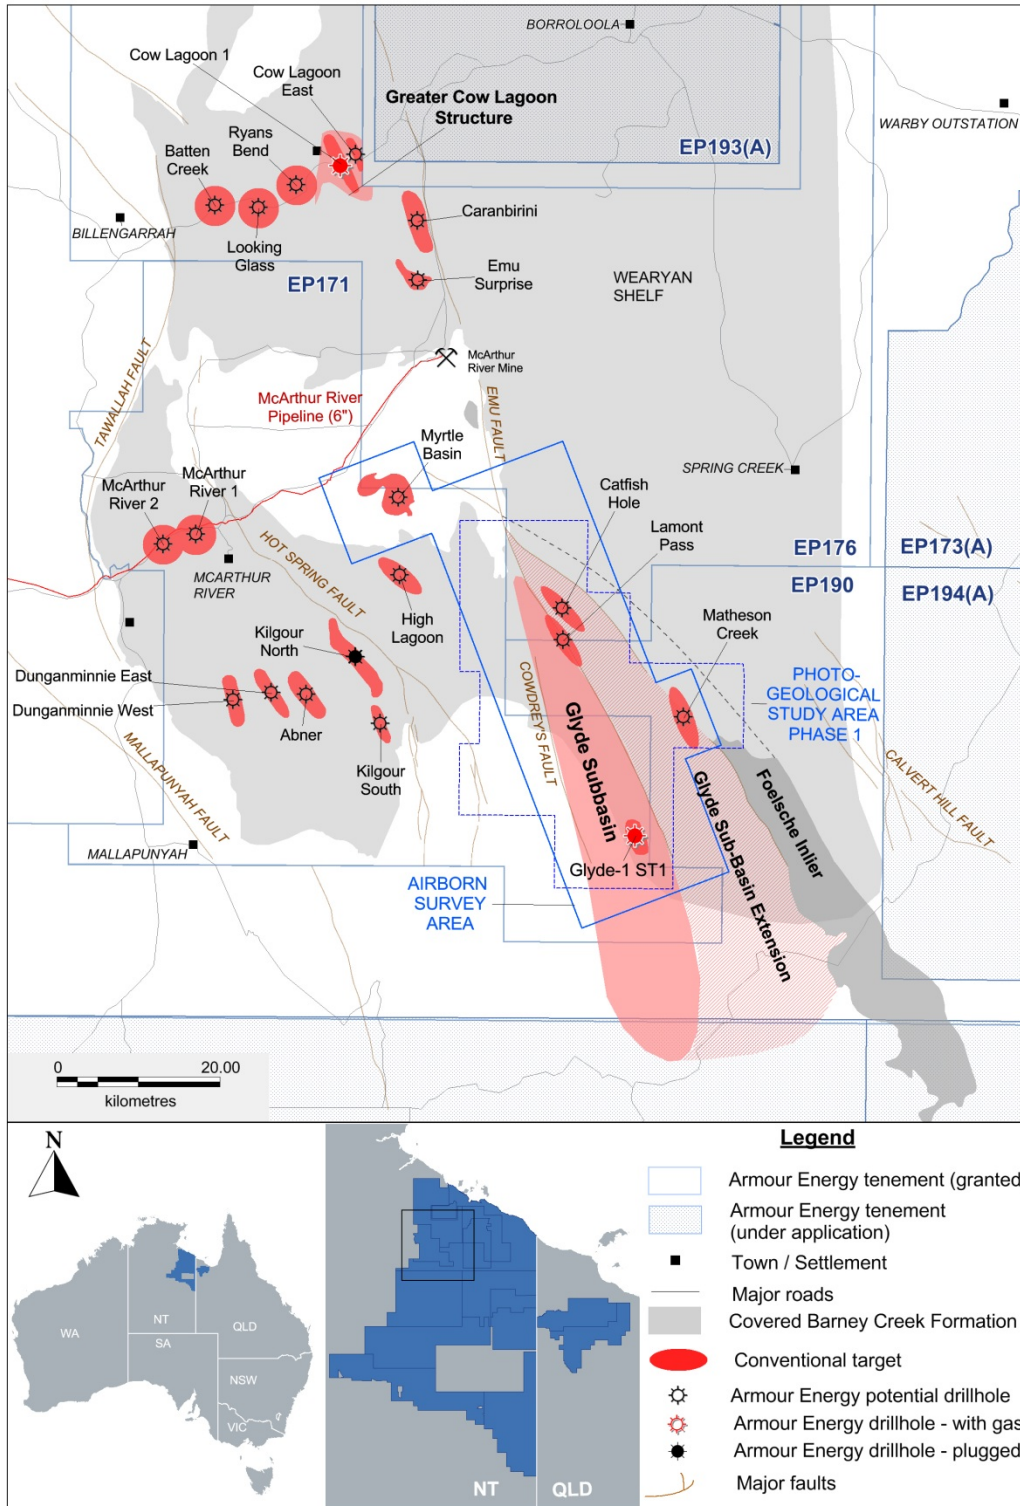 BORROLOOLA
Cow Lagoon 1
Cow Lagoon
East
Greater Cow Lagoon
Structure
WARBY OUTSTATION
Ryans
Bend
EP193(A)
Batten
Creek
Caranbirini
BILLENGARRAH
Looking
Glass
Emu
Surprise
WEARYAN
SHELF
EP171
TAWALLAH FAULT
McArthur
River Mine
McArthur River
Pipeline (6")
EMU FAULT
Myrtle
Basin
SPRING CREEK
McArthur
River 1
McArthur
River 2
Catfish
Hole
Lamont
Pass
HOT SPRING FAULT
EP176
EP173(A)
MCARTHUR
RIVER
EP190
EP194(A)
High
Lagoon
Matheson
Creek
Kilgour
North
Dunganminnie East
Dunganminnie West
COWDREY'S FAULT
PHOTO-
GEOLOGICAL
STUDY AREA
PHASE 1
Abner
Glyde Subbasin
MALLAPUNYAH FAULT
Kilgour
South
CALVERT HILL FAULT
Foelsche Inlier
Glyde Sub-Basin Extension
MALLAPUNYAH
Glyde-1 ST1
AIRBORN
SURVEY
AREA
0 20.00
kilometres
N
WA
NT
SA
QLD
NSW
VIC
NT QLD
Legend
Armour Energy tenement (granted
Armour Energy tenement
(under application)
Town / Settlement
Major roads
Covered Barney Creek Formation
Conventional target
Armour Energy potential drillhole
Armour Energy drillhole - with gas
Armour Energy drillhole - plugged
Major faults